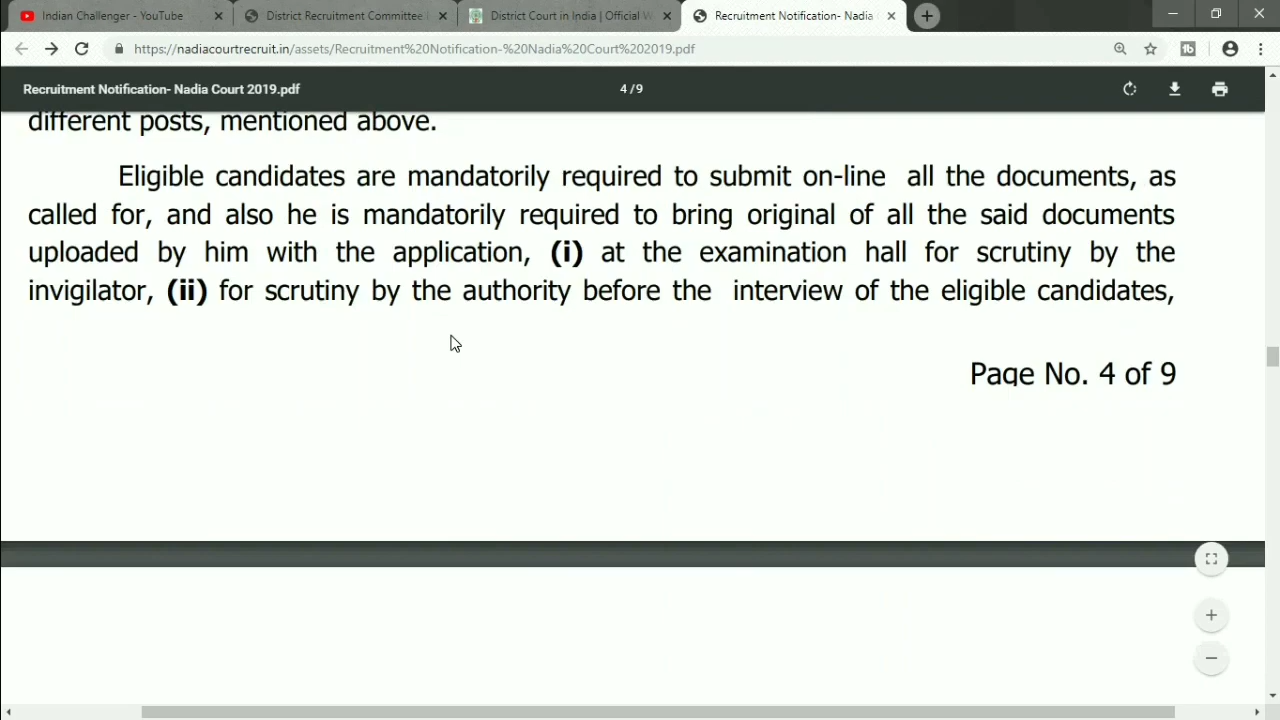 Indian Challenger - YouTube
District Recruitment Committee
District Court in India | Official W
Recruitment Notification- Nadia
https://nadiacourtrecruit.in/assets/Recruitment%20Notification-%20Nadia%20Court%202019.pdf
Recruitment Notification- Nadia Court 2019.pdf
4 / 9
different posts, mentioned above.
Eligible candidates are mandatorily required to submit on-line all the documents, as
called for, and also he is mandatorily required to bring original of all the said documents
uploaded by him with the application, (i) at the examination hall for scrutiny by the
invigilator, (ii) for scrutiny by the authority before the interview of the eligible candidates,
Page No. 4 of 9